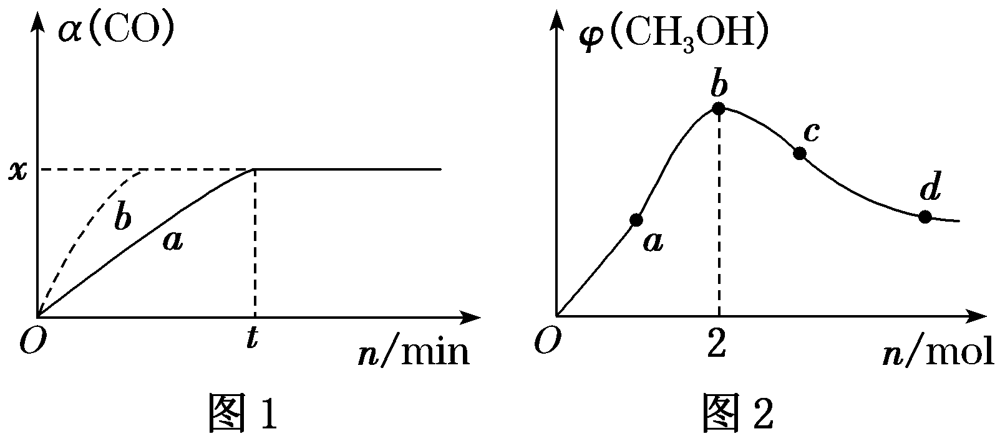 α(CO)
x
b
a
O
t
n/min
图1
φ(CH₃OH)
b
c
d
a
O
2
n/mol
图2